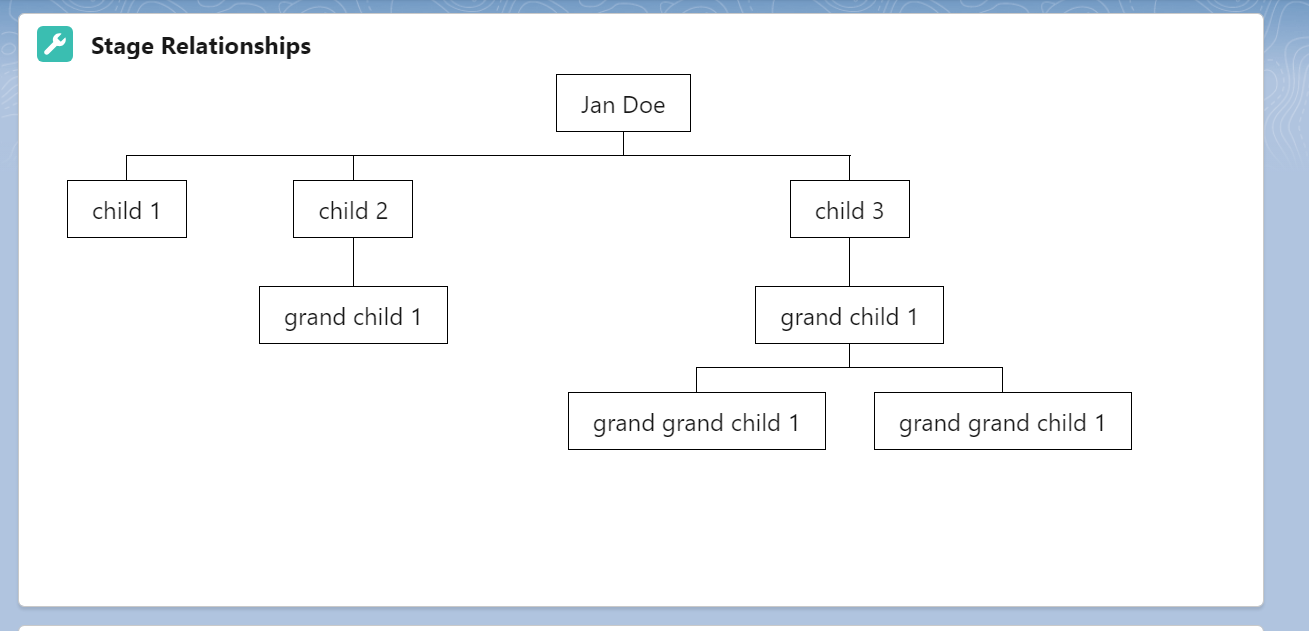 Stage Relationships
Jan Doe
child 1
child 2
child 3
grand child 1
grand child 1
grand grand child 1
grand grand child 1